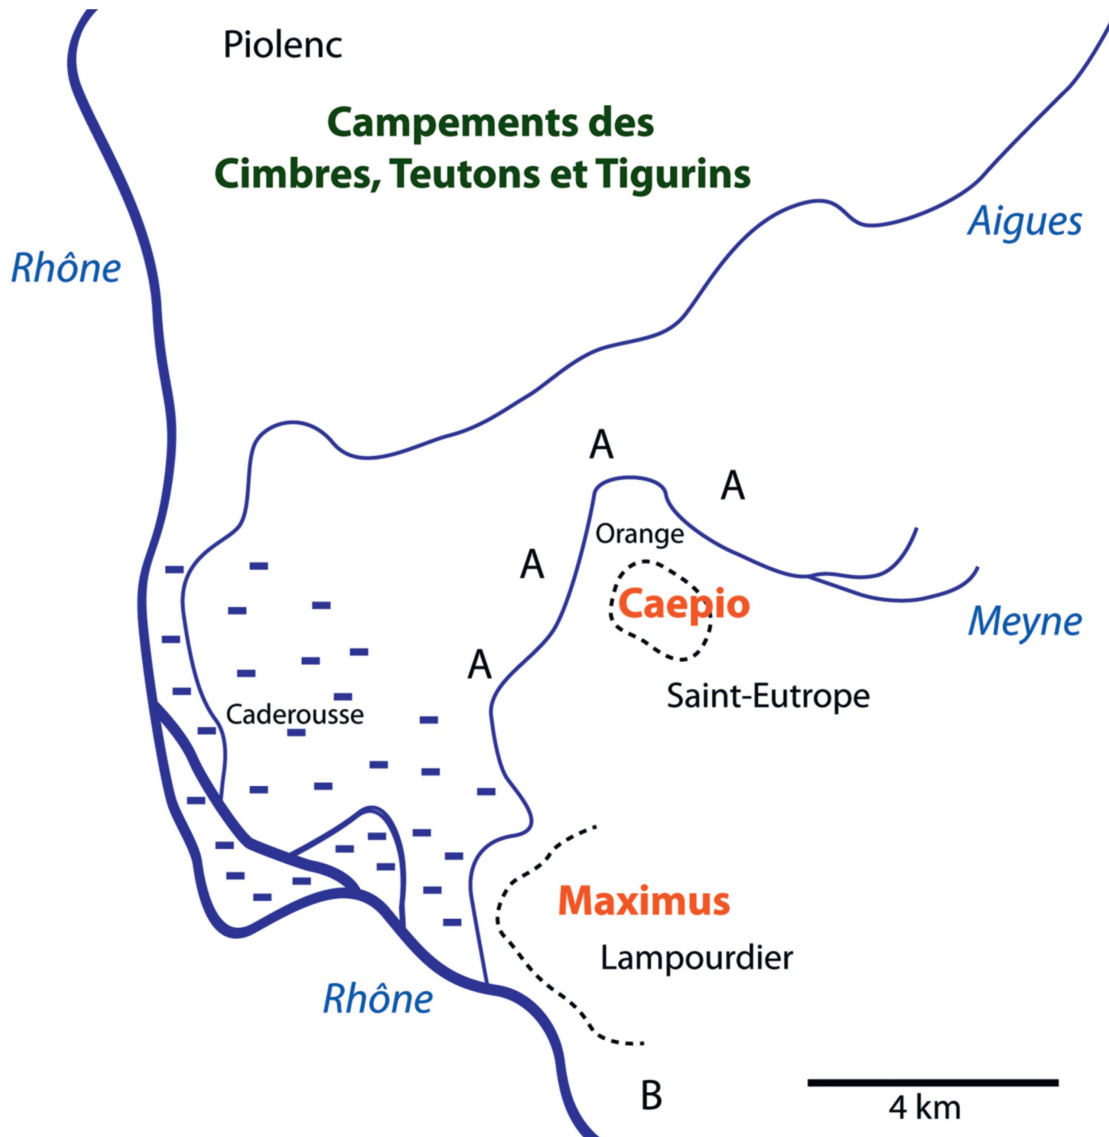 Piolenc
Campements des
Cimbres, Teutons et Tigurins
Aigues
Rhône
A
A
Orange
A
Caepio
Meyne
A
Saint-Eutrope
Caderousse
Maximus
Lampourdier
Rhône
B
4 km